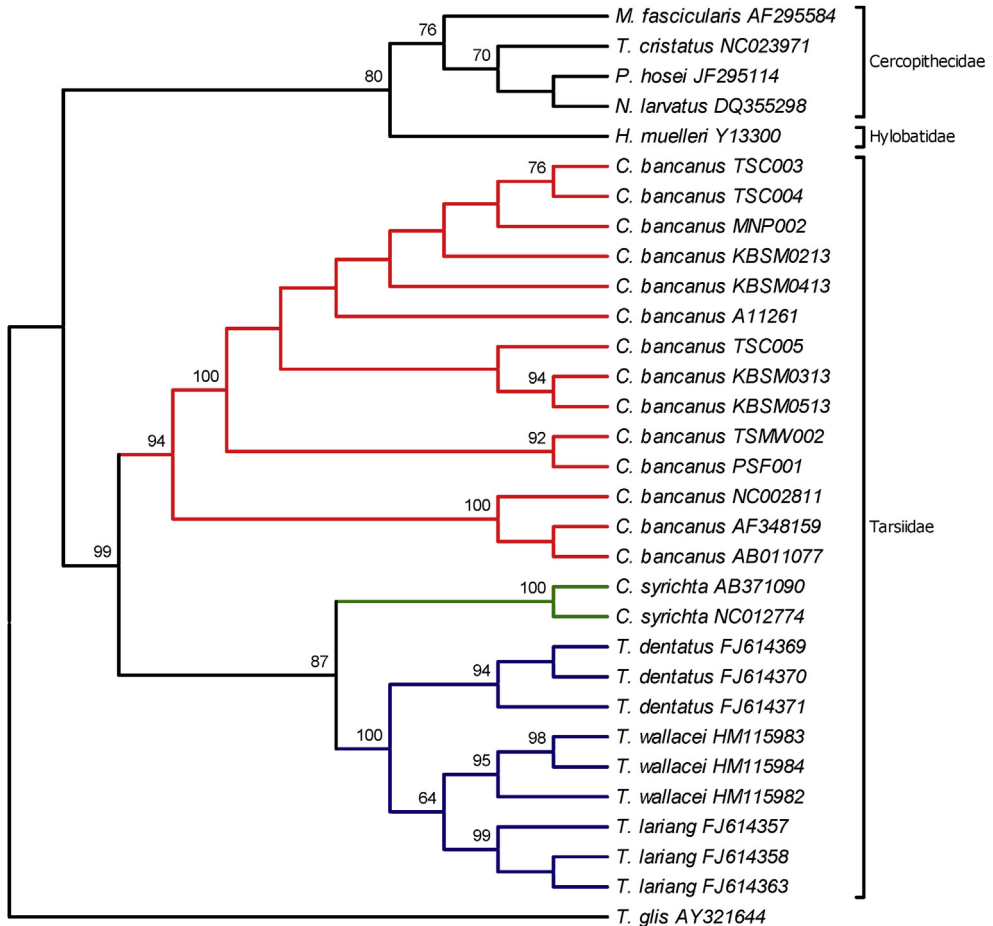 76
M. fascicularis AF295584
70
T. cristatus NC023971
Cercopithecidae
80
P. hosei JF295114
N. larvatus DQ355298
H. muelleri Y13300
Hylobatidae
76
C. bancanus TSC003
C. bancanus TSC004
C. bancanus MNP002
C. bancanus KBSM0213
C. bancanus KBSM0413
C. bancanus A11261
C. bancanus TSC005
100
94
C. bancanus KBSM0313
C. bancanus KBSM0513
94
92
C. bancanus TSMW002
C. bancanus PSF001
C. bancanus NC002811
100
C. bancanus AF348159
Tarsiidae
99
C. bancanus AB011077
100
C. syrichta AB371090
C. syrichta NC012774
T. dentatus FJ614369
87
94
T. dentatus FJ614370
T. dentatus FJ614371
100
98
T. wallacei HM115983
95
T. wallacei HM115984
64
T. wallacei HM115982
99
T. lariang FJ614357
T. lariang FJ614358
T. lariang FJ614363
T. glis AY321644